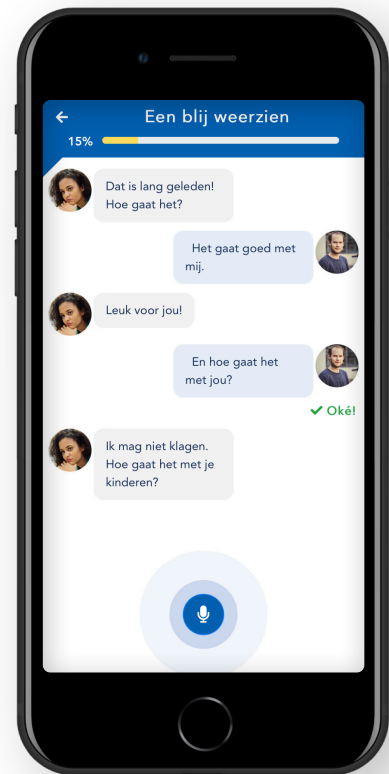 Een blij weerzien
15%
Dat is lang geleden!
Hoe gaat het?
Het gaat goed met
mij.
Leuk voor jou!
En hoe gaat het
met jou?
Oké!
Ik mag niet klagen.
Hoe gaat het met je
kinderen?